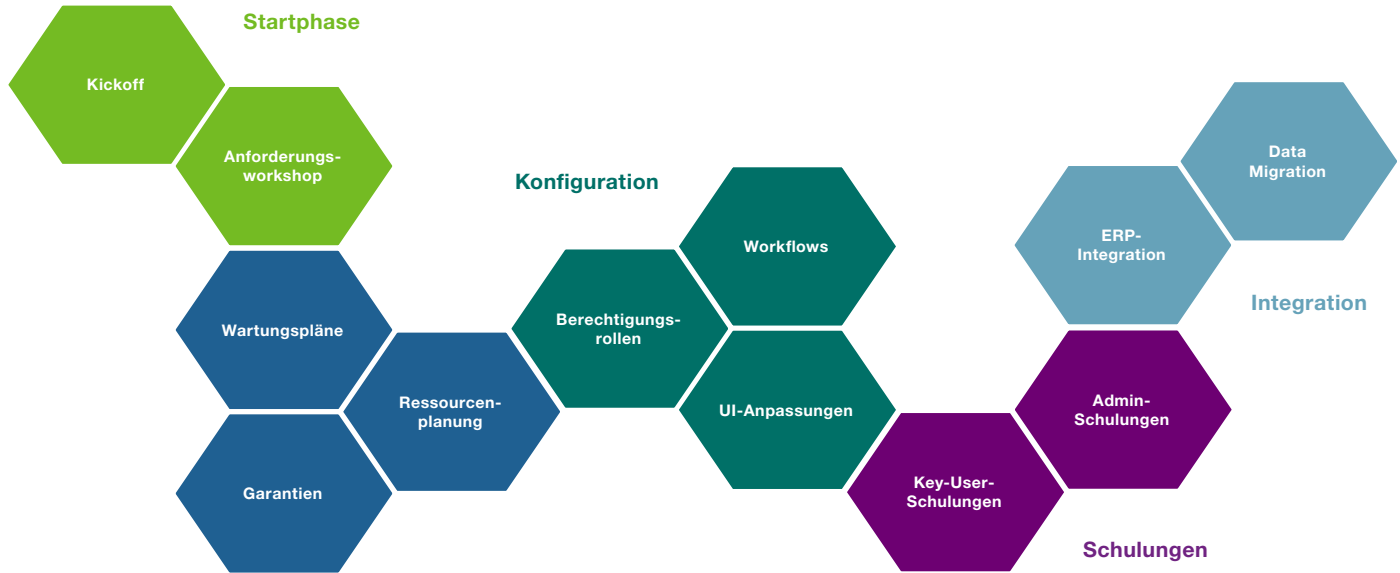 Startphase
Kickoff
Anforderungs-
workshop
Wartungspläne
Garantien
Ressourcen-
planung
Konfiguration
Berechtigungs-
rollen
Workflows
UI-Anpassungen
Key-User-
Schulungen
Admin-
Schulungen
Schulungen
ERP-
Integration
Data
Migration
Integration